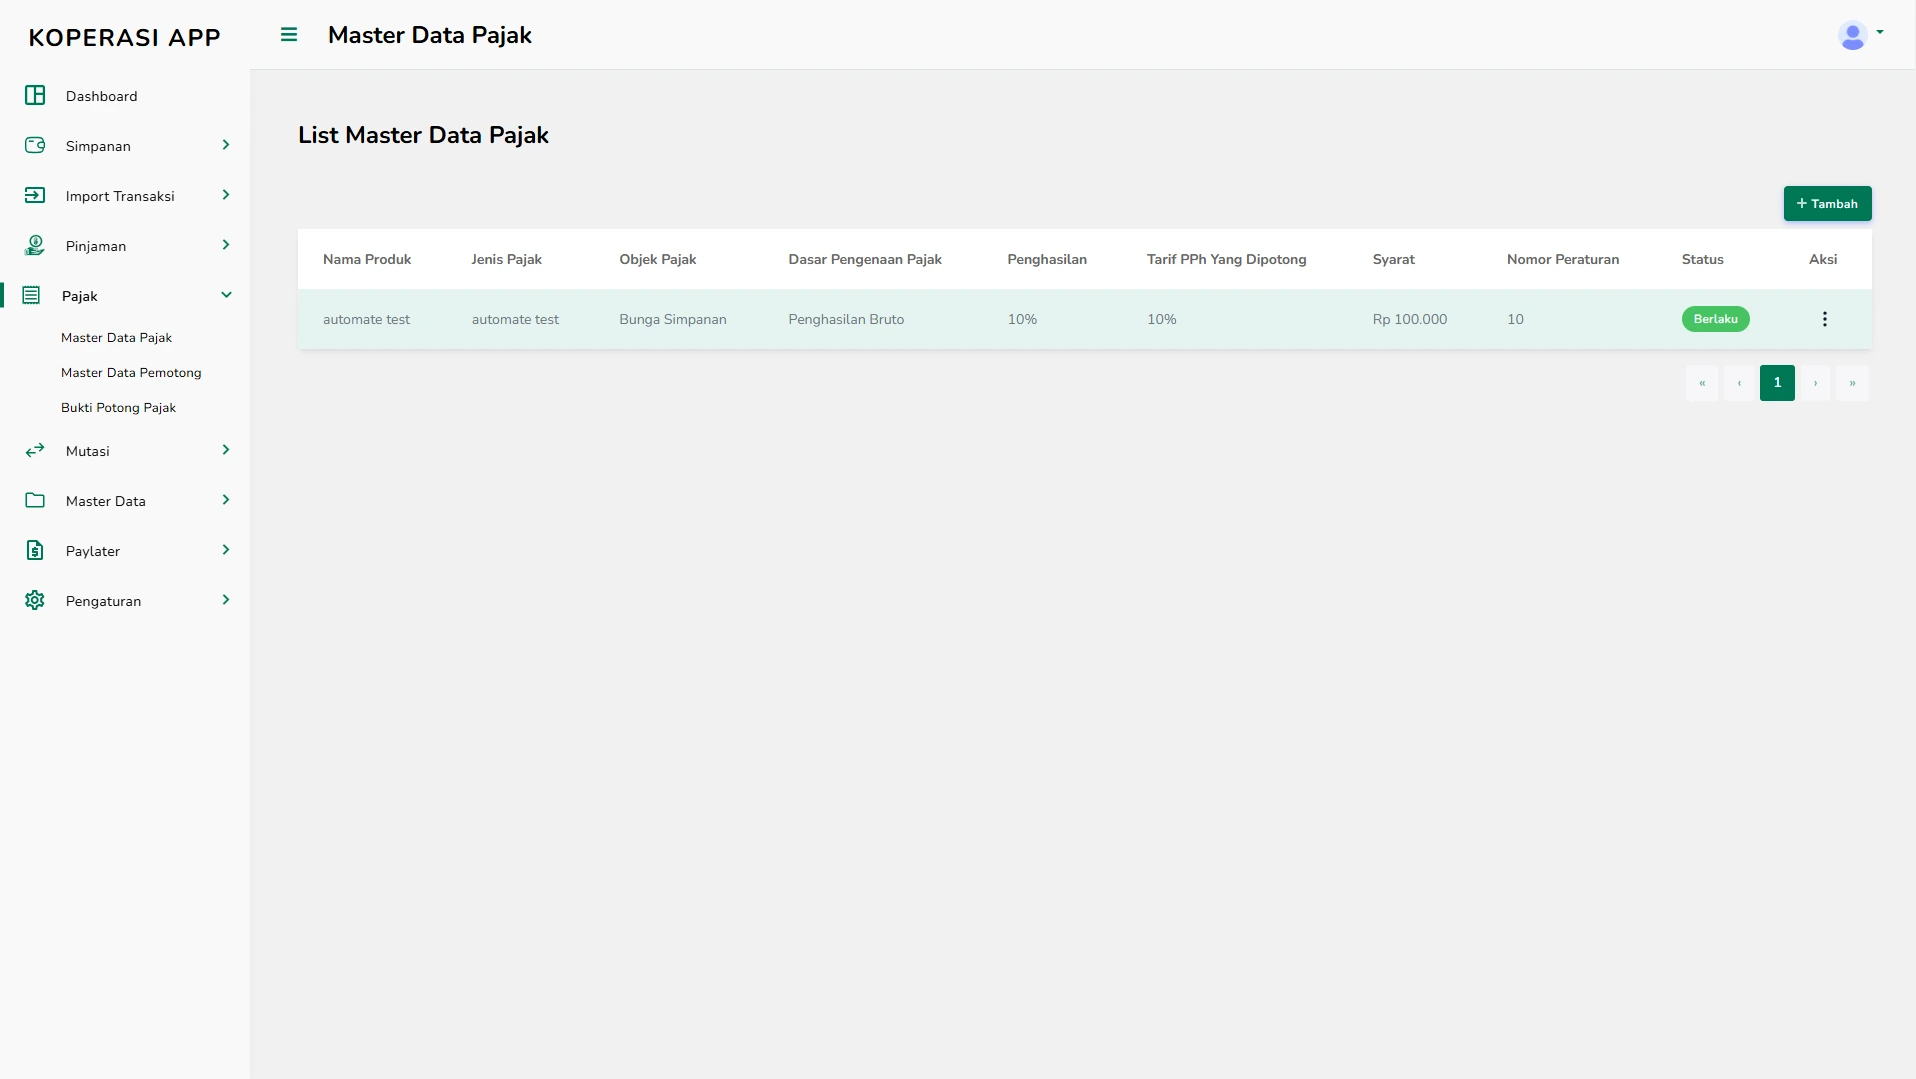 KOPERASI APP
Master Data Pajak
Dashboard
Simpanan
Import Transaksi
Pinjaman
Pajak
Master Data Pajak
Master Data Pemotong
Bukti Potong Pajak
Mutasi
Master Data
Paylater
Pengaturan
List Master Data Pajak
+ Tambah
Nama Produk Jenis Pajak Objek Pajak Dasar Pengenaan Pajak Penghasilan Tarif PPh Yang Dipotong Syarat Nomor Peraturan Status Aksi
automate test automate test Bunga Simpanan Penghasilan Bruto 10% 10% Rp 100.000 10 Berlaku
« ‹ 1 › »